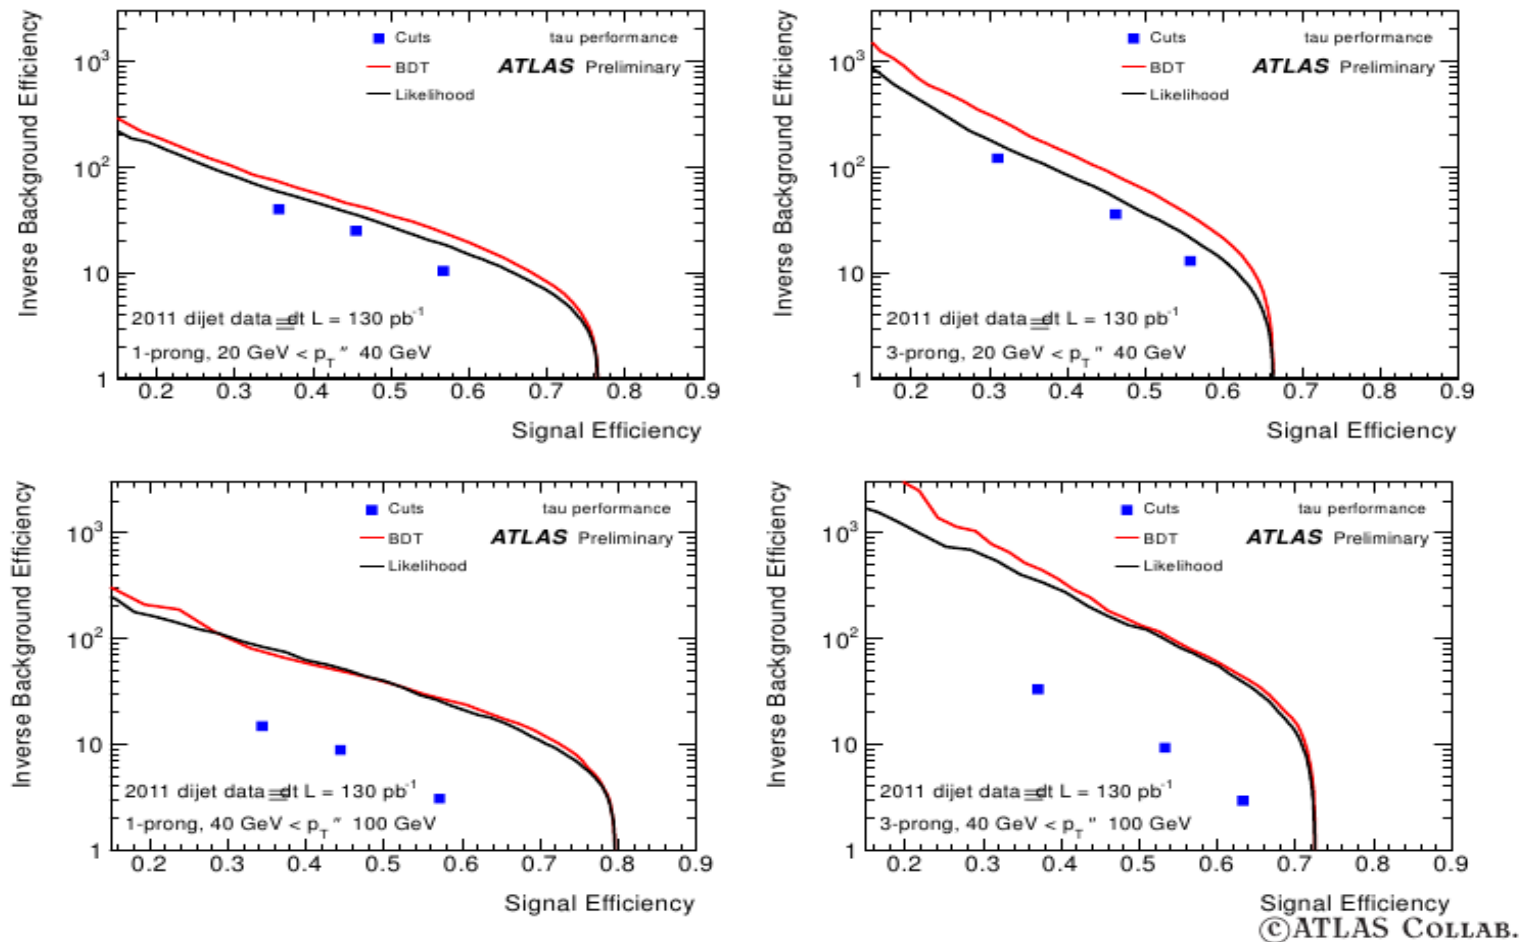 Inverse Background Efficiency
10³
10²
10
1
Cuts
BDT
Likelihood
tau performance
ATLAS Preliminary
2011 dijet data dt L = 130 pb⁻¹
1-prong, 20 GeV < p_T " 40 GeV
0.2 0.3 0.4 0.5 0.6 0.7 0.8 0.9
Signal Efficiency
Inverse Background Efficiency
10³
10²
10
1
Cuts
BDT
Likelihood
tau performance
ATLAS Preliminary
2011 dijet data dt L = 130 pb⁻¹
3-prong, 20 GeV < p_T " 40 GeV
0.2 0.3 0.4 0.5 0.6 0.7 0.8 0.9
Signal Efficiency
Inverse Background Efficiency
10³
10²
10
1
Cuts
BDT
Likelihood
tau performance
ATLAS Preliminary
2011 dijet data dt L = 130 pb⁻¹
1-prong, 40 GeV < p_T " 100 GeV
0.2 0.3 0.4 0.5 0.6 0.7 0.8 0.9
Signal Efficiency
Inverse Background Efficiency
10³
10²
10
1
Cuts
BDT
Likelihood
tau performance
ATLAS Preliminary
2011 dijet data dt L = 130 pb⁻¹
3-prong, 40 GeV < p_T " 100 GeV
0.2 0.3 0.4 0.5 0.6 0.7 0.8 0.9
Signal Efficiency
©ATLAS COLLAB.